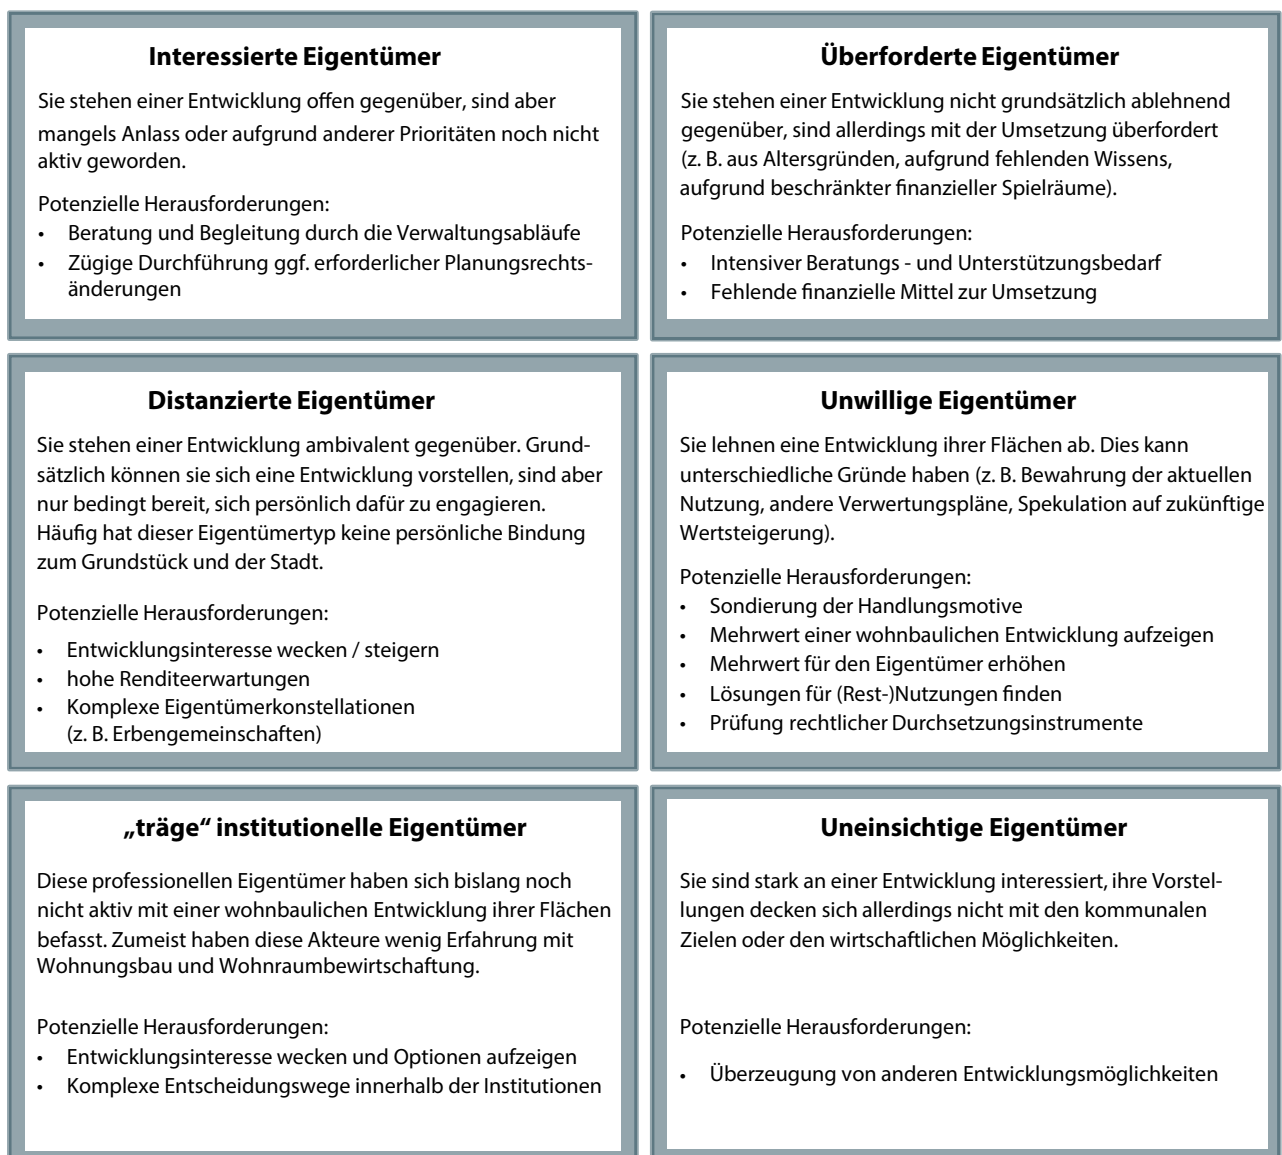 Interessierte Eigentümer
Sie stehen einer Entwicklung offen gegenüber, sind aber
mangels Anlass oder aufgrund anderer Prioritäten noch nicht
aktiv geworden.
Potenzielle Herausforderungen:
• Beratung und Begleitung durch die Verwaltungsabläufe
• Zügige Durchführung ggf. erforderlicher Planungsrechts-
änderungen
Überforderte Eigentümer
Sie stehen einer Entwicklung nicht grundsätzlich ablehnend
gegenüber, sind allerdings mit der Umsetzung überfordert
(z. B. aus Altersgründen, aufgrund fehlenden Wissens,
aufgrund beschränkter finanzieller Spielräume).
Potenzielle Herausforderungen:
• Intensiver Beratungs - und Unterstützungsbedarf
• Fehlende finanzielle Mittel zur Umsetzung
Distanzierte Eigentümer
Sie stehen einer Entwicklung ambivalent gegenüber. Grund-
sätzlich können sie sich eine Entwicklung vorstellen, sind aber
nur bedingt bereit, sich persönlich dafür zu engagieren.
Häufig hat dieser Eigentümertyp keine persönliche Bindung
zum Grundstück und der Stadt.
Potenzielle Herausforderungen:
• Entwicklungsinteresse wecken / steigern
• hohe Renditeerwartungen
• Komplexe Eigentümerkonstellationen
(z. B. Erbengemeinschaften)
Unwillige Eigentümer
Sie lehnen eine Entwicklung ihrer Flächen ab. Dies kann
unterschiedliche Gründe haben (z. B. Bewahrung der aktuellen
Nutzung, andere Verwertungspläne, Spekulation auf zukünftige
Wertsteigerung).
Potenzielle Herausforderungen:
• Sondierung der Handlungsmotive
• Mehrwert einer wohnbaulichen Entwicklung aufzeigen
• Mehrwert für den Eigentümer erhöhen
• Lösungen für (Rest-)Nutzungen finden
• Prüfung rechtlicher Durchsetzungsinstrumente
„träge“ institutionelle Eigentümer
Diese professionellen Eigentümer haben sich bislang noch
nicht aktiv mit einer wohnbaulichen Entwicklung ihrer Flächen
befasst. Zumeist haben diese Akteure wenig Erfahrung mit
Wohnungsbau und Wohnraumbewirtschaftung.
Potenzielle Herausforderungen:
• Entwicklungsinteresse wecken und Optionen aufzeigen
• Komplexe Entscheidungswege innerhalb der Institutionen
Uneinsichtige Eigentümer
Sie sind stark an einer Entwicklung interessiert, ihre Vorstel-
lungen decken sich allerdings nicht mit den kommunalen
Zielen oder den wirtschaftlichen Möglichkeiten.
Potenzielle Herausforderungen:
• Überzeugung von anderen Entwicklungsmöglichkeiten